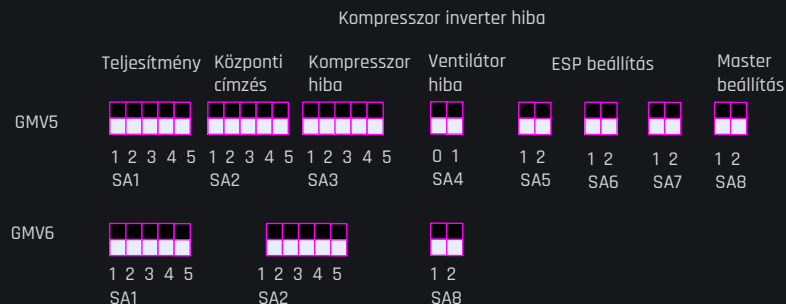 Kompresszor inverter hiba
Teljesítmény Központi címzés Kompresszor hiba Ventilátor hiba ESP beállítás Master beállítás
GMV5
1 2 3 4 5 1 2 3 4 5 1 2 3 4 5 0 1 1 2 1 2 1 2 1 2
SA1 SA2 SA3 SA4 SA5 SA6 SA7 SA8
GMV6
1 2 3 4 5 1 2 3 4 5 1 2
SA1 SA2 SA8